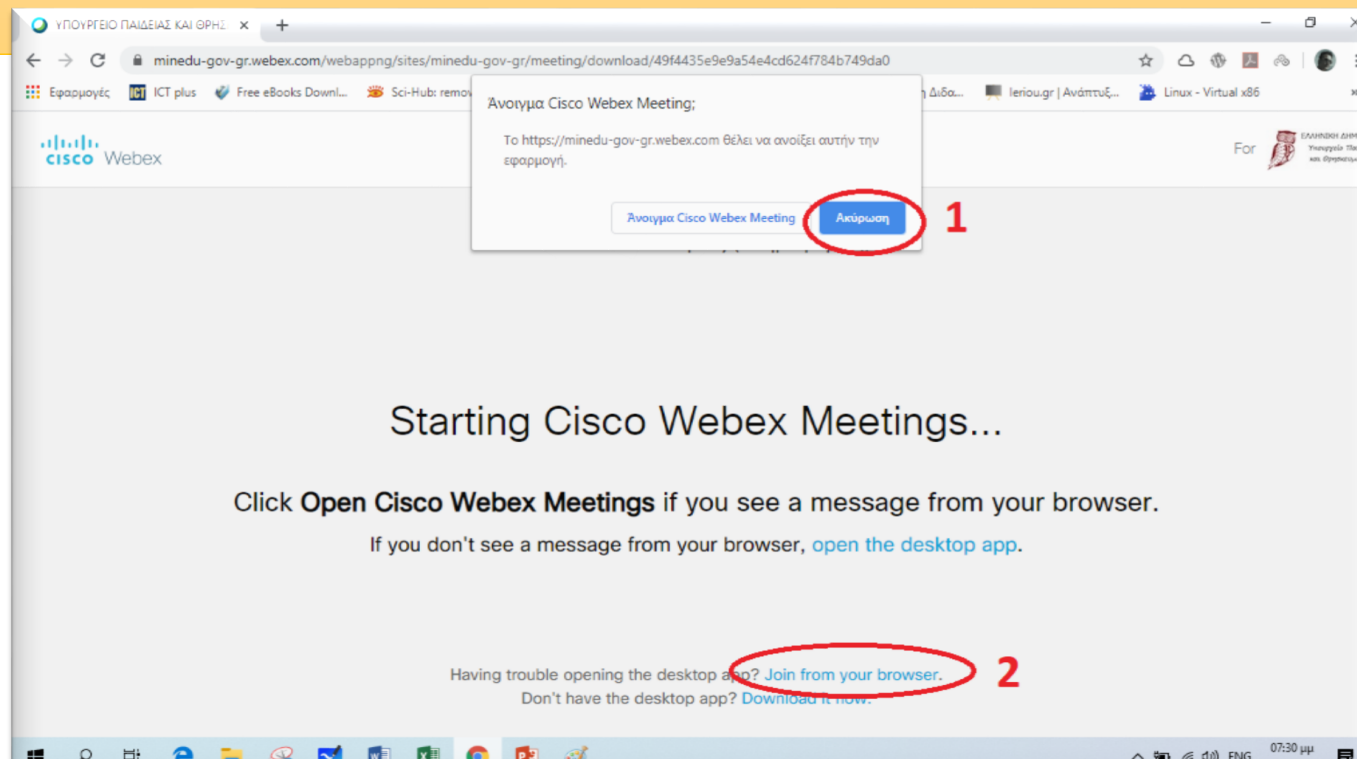 ΥΠΟΥΡΓΕΙΟ ΠΑΙΔΕΙΑΣ ΚΑΙ ΘΡΗΣ
minedu-gov-gr.webex.com/webappng/sites/minedu-gov-gr/meeting/download/49f4435e9e9a54e4cd624f784b749da0
Εφαρμογές ICT ICT plus Free eBooks Downl... Sci-Hub: remov η Διδα... leriou.gr | Ανάπτυξ... Linux - Virtual x86
Άνοιγμα Cisco Webex Meeting;
Το https://minedu-gov-gr.webex.com θέλει να ανοίξει αυτήν την
εφαρμογή.
Άνοιγμα Cisco Webex Meeting Ακύρωση 1
cisco Webex
For
Starting Cisco Webex Meetings...
Click Open Cisco Webex Meetings if you see a message from your browser.
If you don't see a message from your browser, open the desktop app.
Having trouble opening the desktop app? Join from your browser. 2
Don't have the desktop app? Download it now.
ENG 07:30 μμ